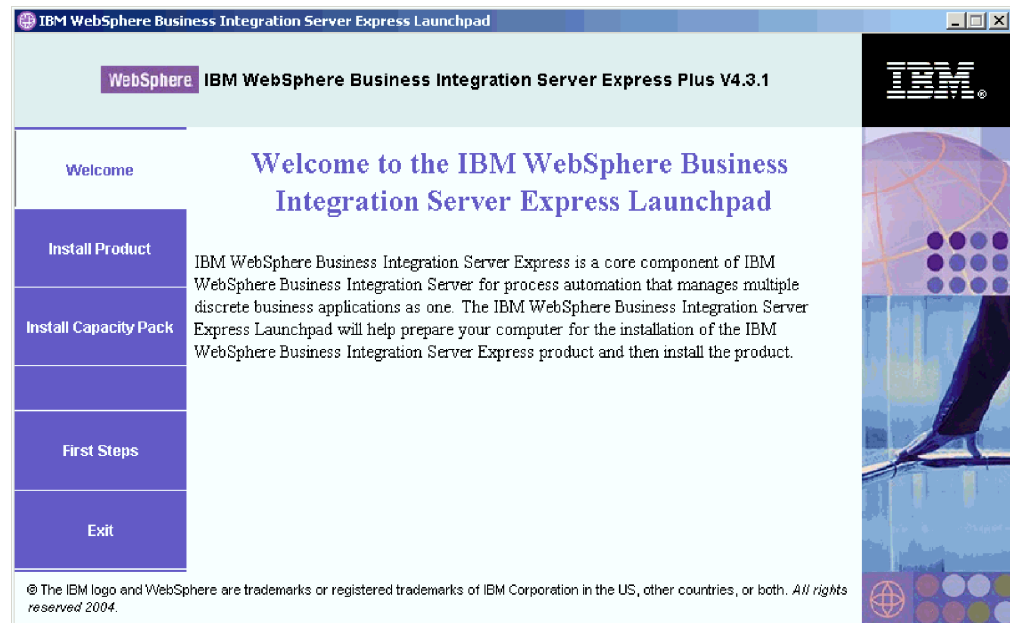 IBM WebSphere Business Integration Server Express Launchpad
WebSphere. IBM WebSphere Business Integration Server Express Plus V4.3.1
IBM®
Welcome
Install Product
Install Capacity Pack
First Steps
Exit
Welcome to the IBM WebSphere Business
Integration Server Express Launchpad
IBM WebSphere Business Integration Server Express is a core component of IBM
WebSphere Business Integration Server for process automation that manages multiple
discrete business applications as one. The IBM WebSphere Business Integration Server
Express Launchpad will help prepare your computer for the installation of the IBM
WebSphere Business Integration Server Express product and then install the product.
© The IBM logo and WebSphere are trademarks or registered trademarks of IBM Corporation in the US, other countries, or both. All rights
reserved 2004.